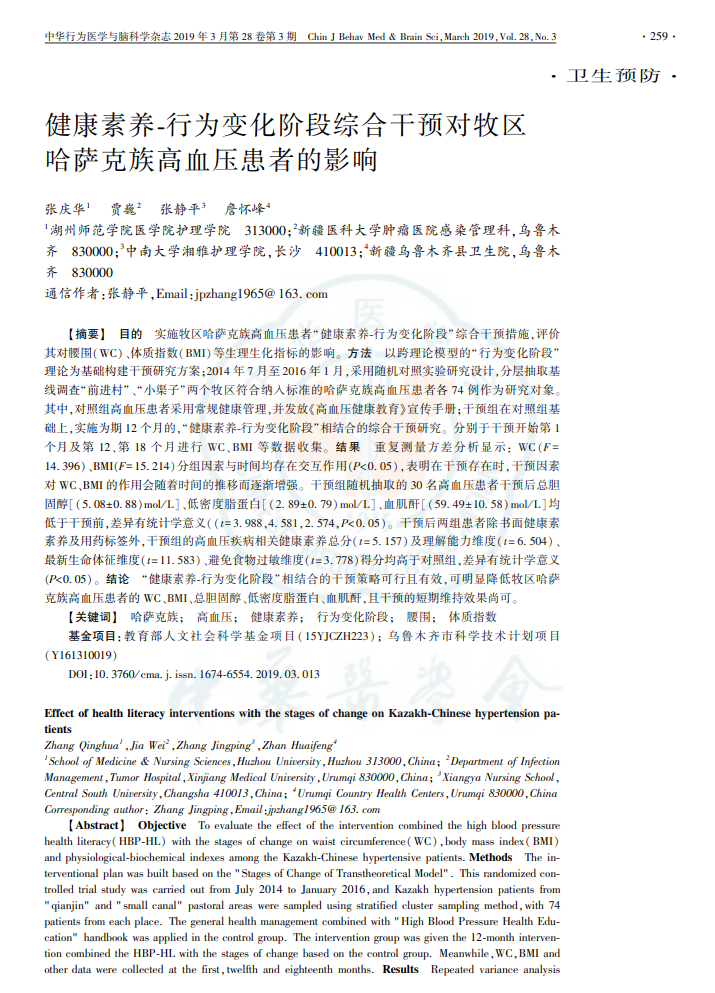 中华行为医学与脑科学杂志 2019 年 3 月第 28 卷第 3 期 Chin J Behav Med & Brain Sci,March 2019,Vol. 28,No. 3 · 259 ·
· 卫生预防 ·
健康素养-行为变化阶段综合干预对牧区
哈萨克族高血压患者的影响
张庆华1 贾巍2 张静平3 詹怀峰4
1湖州师范学院医学院护理学院 313000;2新疆医科大学肿瘤医院感染管理科,乌鲁木
齐 830000;3中南大学湘雅护理学院,长沙 410013;4新疆乌鲁木齐县卫生院,乌鲁木
齐 830000
通信作者:张静平,Email:jpzhang1965@163.com
【摘要】 目的 实施牧区哈萨克族高血压患者“健康素养-行为变化阶段”综合干预措施,评价
其对腰围(WC)、体质指数(BMI)等生理生化指标的影响。方法 以跨理论模型的“行为变化阶段”
理论为基础构建干预研究方案;2014 年 7 月至 2016 年 1 月,采用随机对照实验研究设计,分层抽取基
线调查“前进村”、“小渠子”两个牧区符合纳入标准的哈萨克族高血压患者各 74 例作为研究对象。
其中,对照组高血压患者采用常规健康管理,并发放《高血压健康教育》宣传手册;干预组在对照组基
础上,实施为期 12 个月的,“健康素养-行为变化阶段”相结合的综合干预研究。分别于干预开始第 1
个月及第 12、第 18 个月进行 WC、BMI 等数据收集。结果 重复测量方差分析显示: WC(F=
14.396)、BMI(F=15.214)分组因素与时间均存在交互作用(P<0.05),表明在干预存在时,干预因素
对 WC、BMI 的作用会随着时间的推移而逐渐增强。干预组随机抽取的 30 名高血压患者干预后总胆
固醇[(5.08±0.88)mol/L]、低密度脂蛋白[(2.89±0.79)mol/L]、血肌酐[(59.49±10.58)mol/L]均
低于干预前,差异有统计学意义((t=3.988,4.581,2.574,P<0.05)。干预后两组患者除书面健康素
素养及用药标签外,干预组的高血压疾病相关健康素养总分(t=5.157)及理解能力维度(t=6.504)、
最新生命体征维度(t=11.583)、避免食物过敏维度(t=3.778)得分均高于对照组,差异有统计学意义
(P<0.05)。结论 “健康素养-行为变化阶段”相结合的干预策略可行且有效,可明显降低牧区哈萨
克族高血压患者的 WC、BMI、总胆固醇、低密度脂蛋白、血肌酐,且干预的短期维持效果尚可。
【关键词】 哈萨克族; 高血压; 健康素养; 行为变化阶段; 腰围; 体质指数
基金项目:教育部人文社会科学基金项目(15YJCZH223);乌鲁木齐市科学技术计划项目
(Y161310019)
DOI:10.3760/cma.j.issn.1674-6554.2019.03.013
Effect of health literacy interventions with the stages of change on Kazakh-Chinese hypertension pa-
tients
Zhang Qinghua1,Jia Wei2,Zhang Jingping3,Zhan Huaifeng4
1School of Medicine & Nursing Sciences,Huzhou University,Huzhou 313000,China; 2Department of Infection
Management,Tumor Hospital,Xinjiang Medical University,Urumqi 830000,China; 3Xiangya Nursing School,
Central South University,Changsha 410013,China; 4Urumqi Country Health Centers,Urumqi 830000,China
Corresponding author: Zhang Jingping,Email:jpzhang1965@163.com
【Abstract】 Objective To evaluate the effect of the intervention combined the high blood pressure
health literacy(HBP-HL) with the stages of change on waist circumference(WC),body mass index(BMI)
and physiological-biochemical indexes among the Kazakh-Chinese hypertensive patients. Methods The in-
terventional plan was built based on the "Stages of Change of Transtheoretical Model". This randomized con-
trolled trial study was carried out from July 2014 to January 2016,and Kazakh hypertension patients from
"qianjin" and "small canal" pastoral areas were sampled using stratified cluster sampling method,with 74
patients from each place. The general health management combined with "High Blood Pressure Health Edu-
cation" handbook was applied in the control group. The intervention group was given the 12-month interven-
tion combined the HBP-HL with the stages of change based on the control group. Meanwhile,WC,BMI and
other data were collected at the first,twelfth and eighteenth months. Results Repeated variance analysis